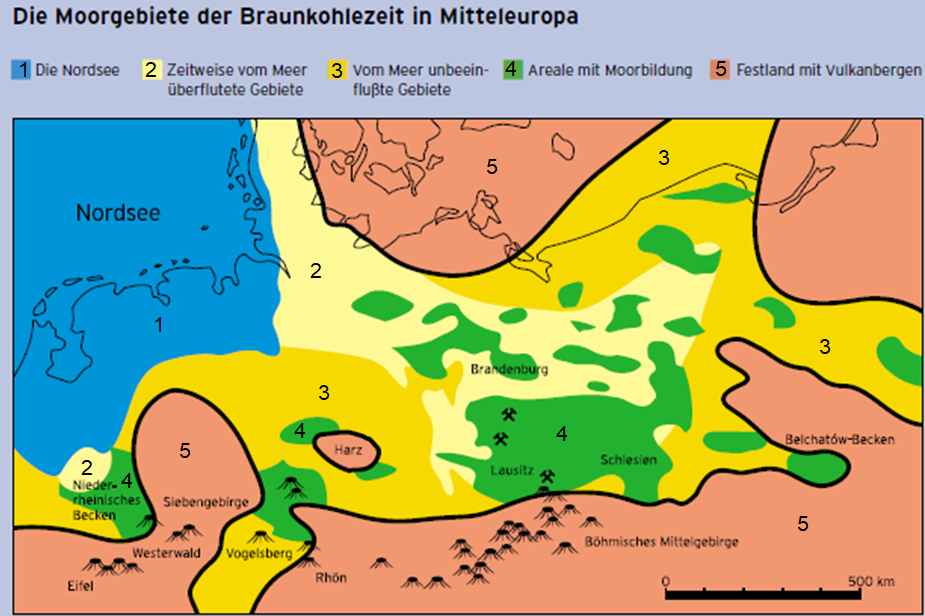 Die Moorgebiete der Braunkohlezeit in Mitteleuropa
1 Die Nordsee
2 Zeitweise vom Meer
überflutete Gebiete
3 Vom Meer unbeein-
flußte Gebiete
4 Areale mit Moorbildung
5 Festland mit Vulkanbergen
3
5
Nordsee
2
1
3
Brandenburg
3
4
4
Harz
5
Belchatów-Becken
2
4
Nieder-
rheinisches
Becken
Siebengebirge
Lausitz
Schlesien
5
Westerwald
Vogelsberg
Böhmisches Mittelgebirge
Eifel
Rhön
0
500 km